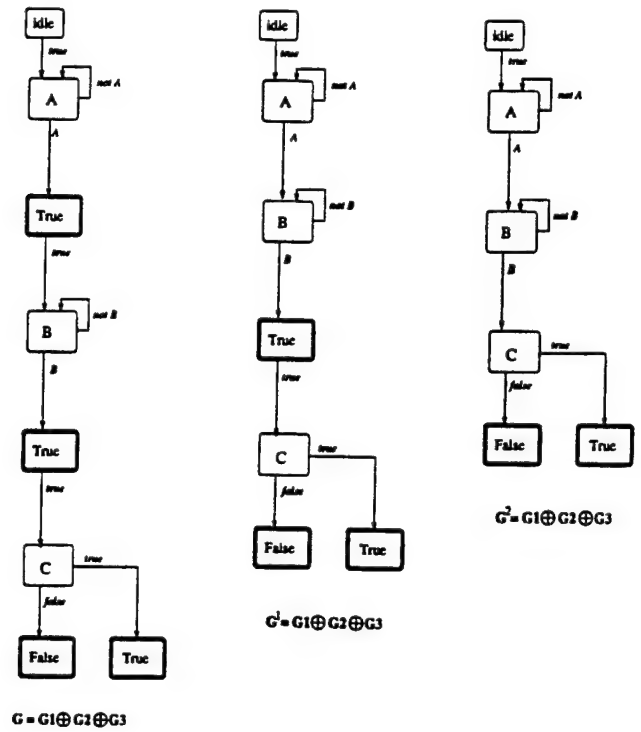 idle
true
A
not A
A
True
true
B
not B
B
True
true
C
true
false
False
True
G = G1⊕G2⊕G3
idle
true
A
not A
A
B
not B
B
True
true
C
true
false
False
True
G¹ = G1⊕G2⊕G3
idle
true
A
not A
A
B
not B
B
C
true
false
False
True
G² = G1⊕G2⊕G3